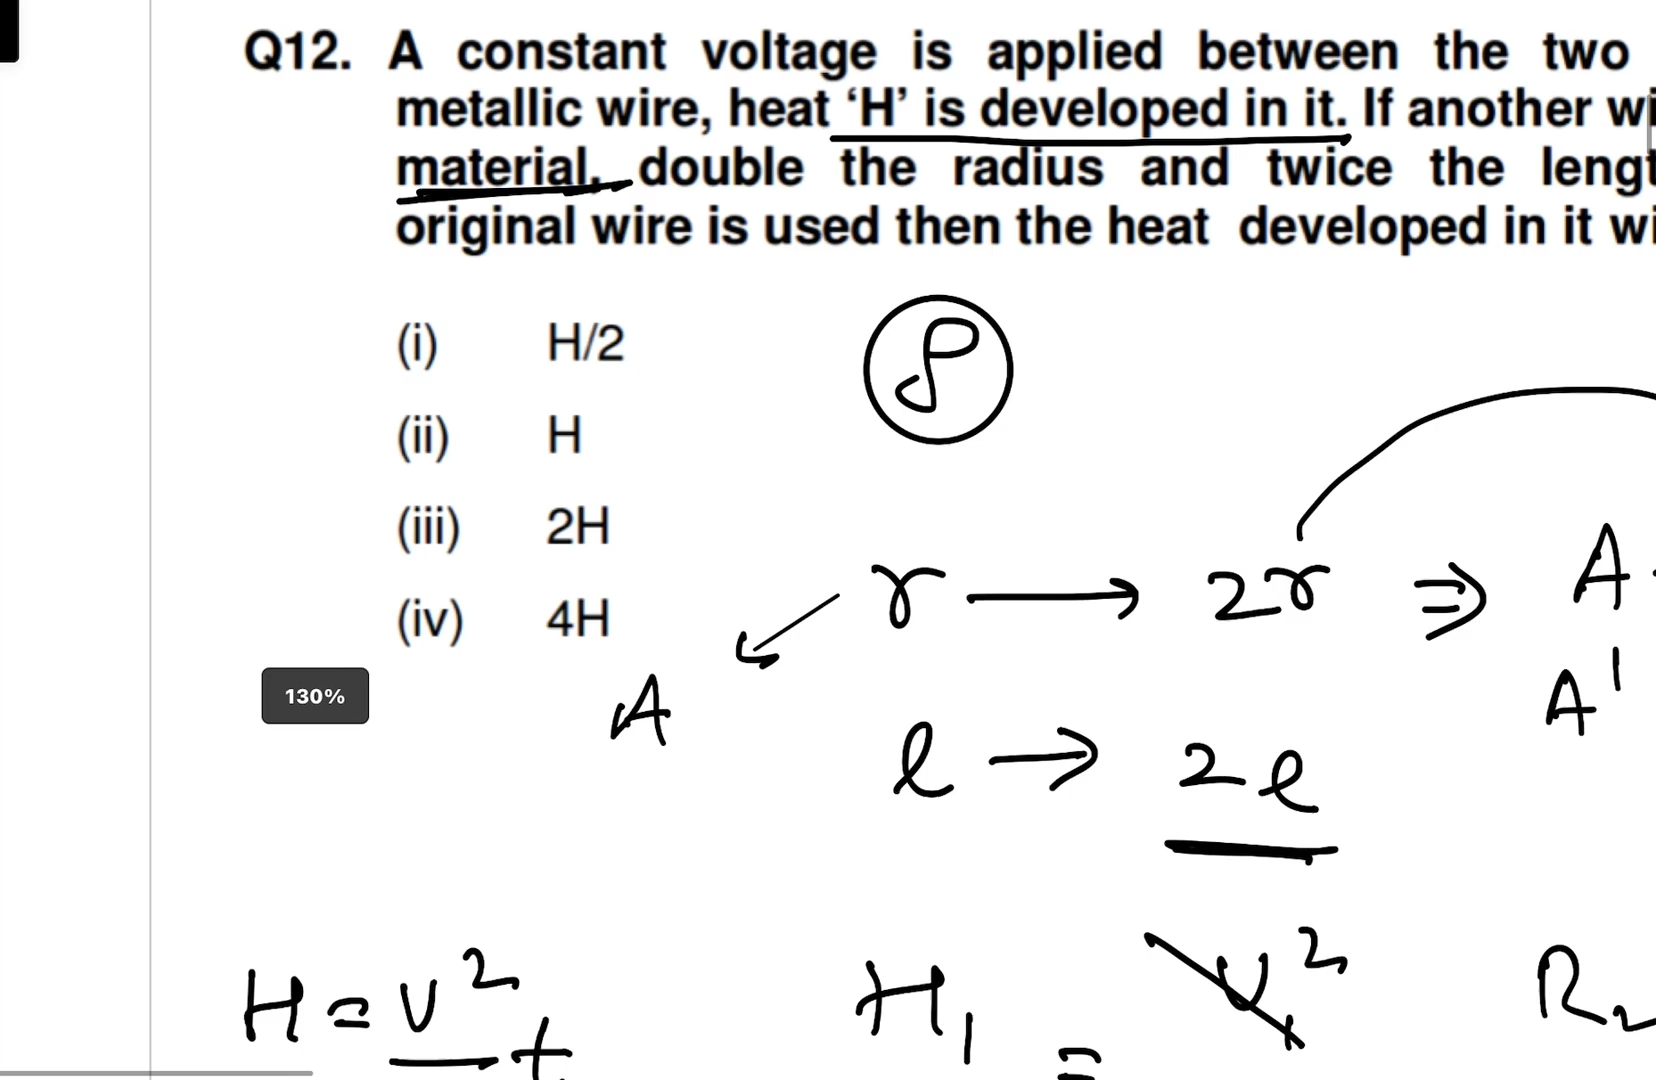 Q12. A constant voltage is applied between the two
metallic wire, heat ‘H’ is developed in it. If another wi
material, double the radius and twice the lengt
original wire is used then the heat developed in it wi
(i) H/2
ρ
(ii) H
(iii) 2H
r → 2r ⇒ A
(iv) 4H
130%
A
A'
l → 2l
H = V² t
H₁ = V² R₂